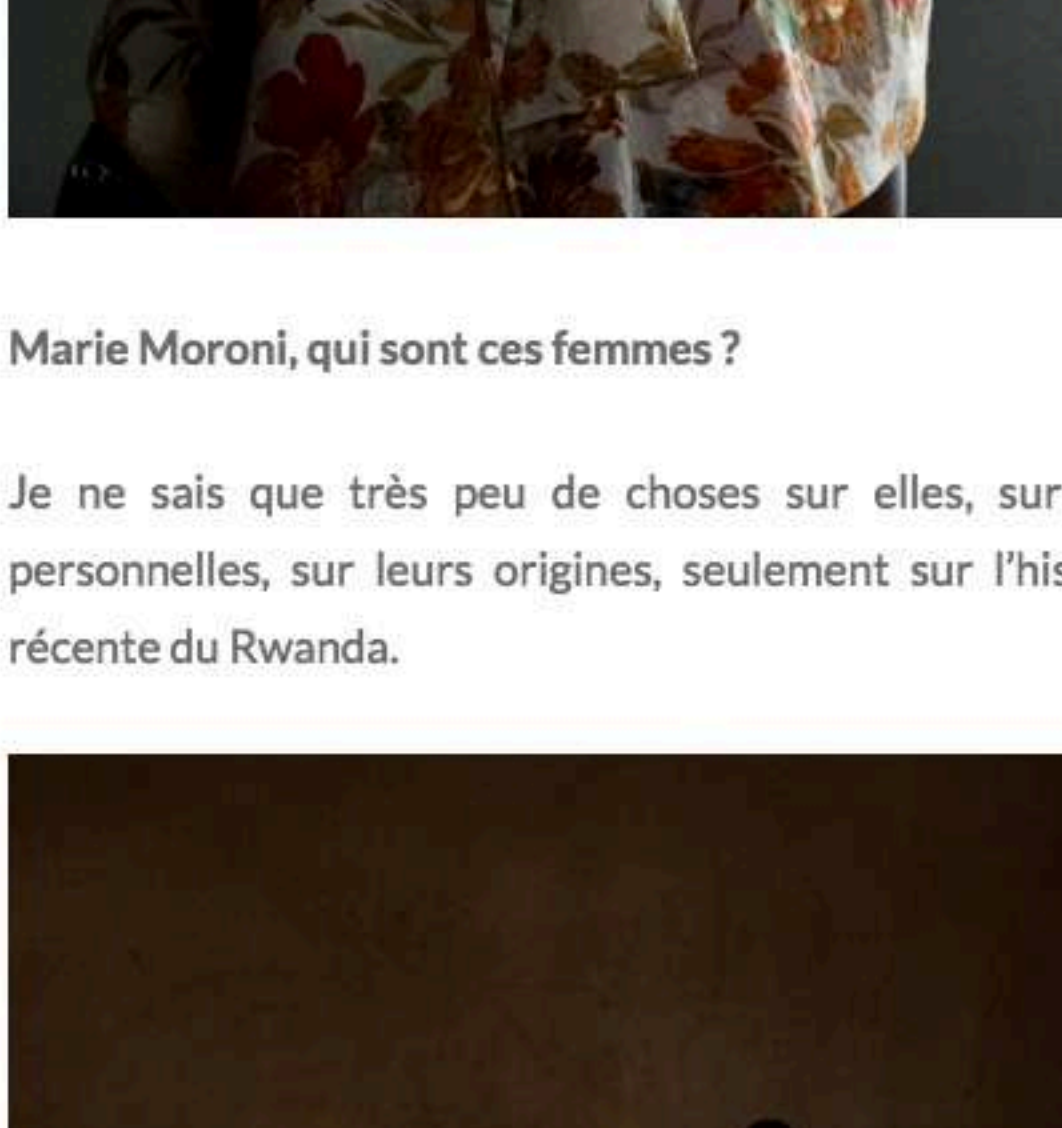 Marie Moroni, qui sont ces femmes ?
Je ne sais que très peu de choses sur elles, sur
personnelles, sur leurs origines, seulement sur l'his
récente du Rwanda.